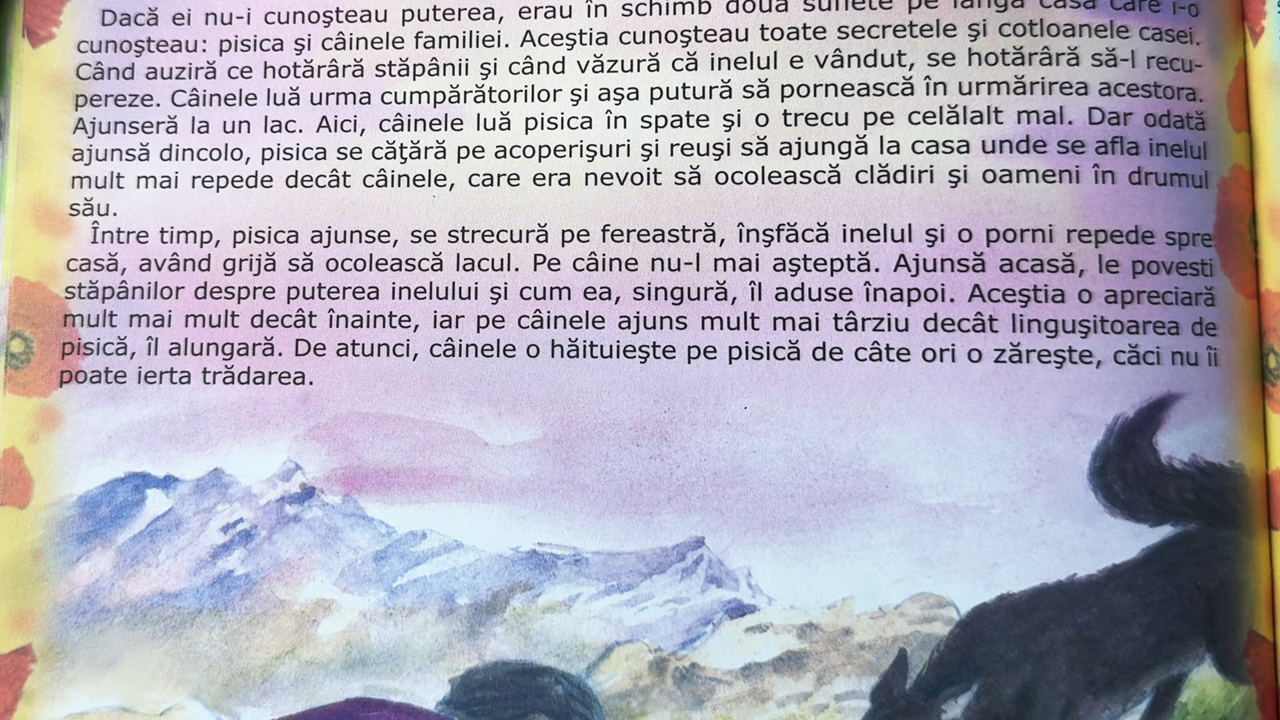 Dacă ei nu-i cunoşteau puterea, erau în schimb două suflete pe lângă casă care i-o
cunoşteau: pisica şi câinele familiei. Aceştia cunoşteau toate secretele şi cotloanele casei.
Când auziră ce hotărâră stăpânii şi când văzură că inelul e vândut, se hotărâră să-l recu-
pereze. Câinele luă urma cumpărătorilor şi aşa putură să pornească în urmărirea acestora.
Ajunseră la un lac. Aici, câinele luă pisica în spate şi o trecu pe celălalt mal. Dar odată
ajunsă dincolo, pisica se căţără pe acoperişuri şi reuşi să ajungă la casa unde se afla inelul
mult mai repede decât câinele, care era nevoit să ocolească clădiri şi oameni în drumul
său.
Între timp, pisica ajunse, se strecură pe fereastră, înşfăcă inelul şi o porni repede spre
casă, având grijă să ocolească lacul. Pe câine nu-l mai aşteptă. Ajunsă acasă, le povesti
stăpânilor despre puterea inelului şi cum ea, singură, îl aduse înapoi. Aceştia o apreciară
mult mai mult decât înainte, iar pe câinele ajuns mult mai târziu decât linguşitoarea de
pisică, îl alungară. De atunci, câinele o hăituieşte pe pisică de câte ori o zăreşte, căci nu îi
poate ierta trădarea.